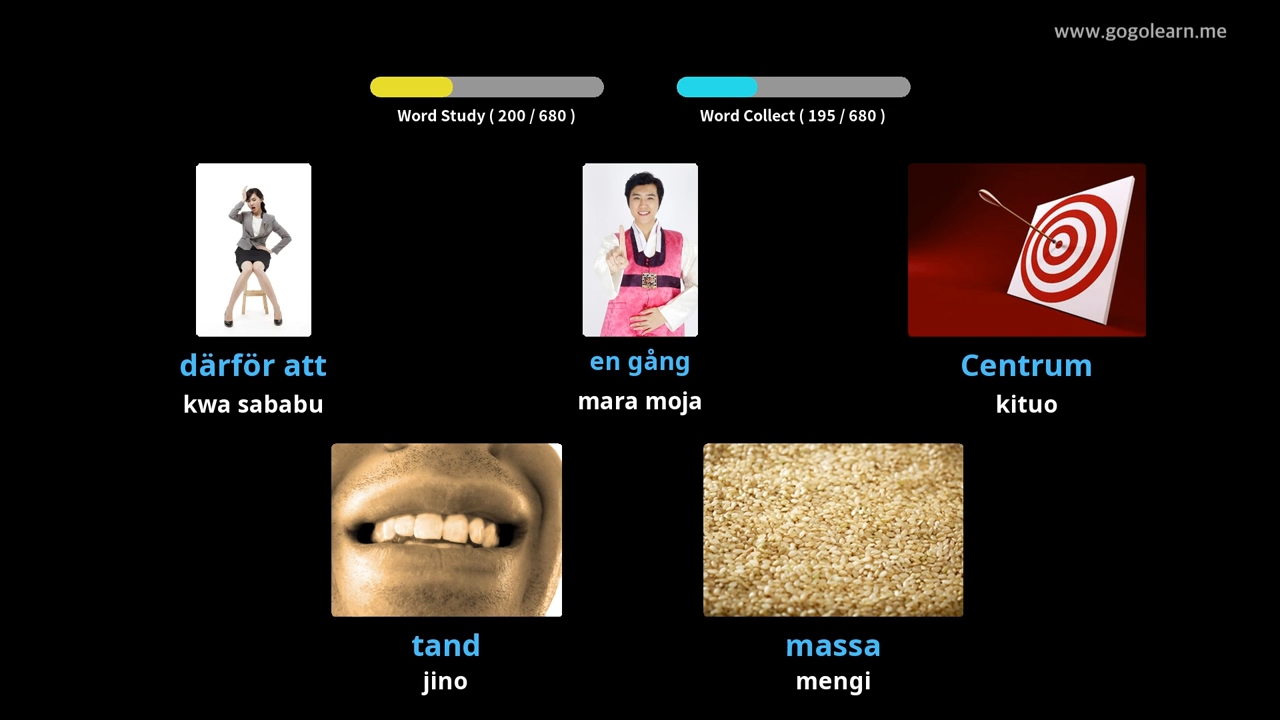 www.gogolearn.me
Word Study ( 200 / 680 )
Word Collect ( 195 / 680 )
därför att
kwa sababu
en gång
mara moja
Centrum
kituo
tand
jino
massa
mengi